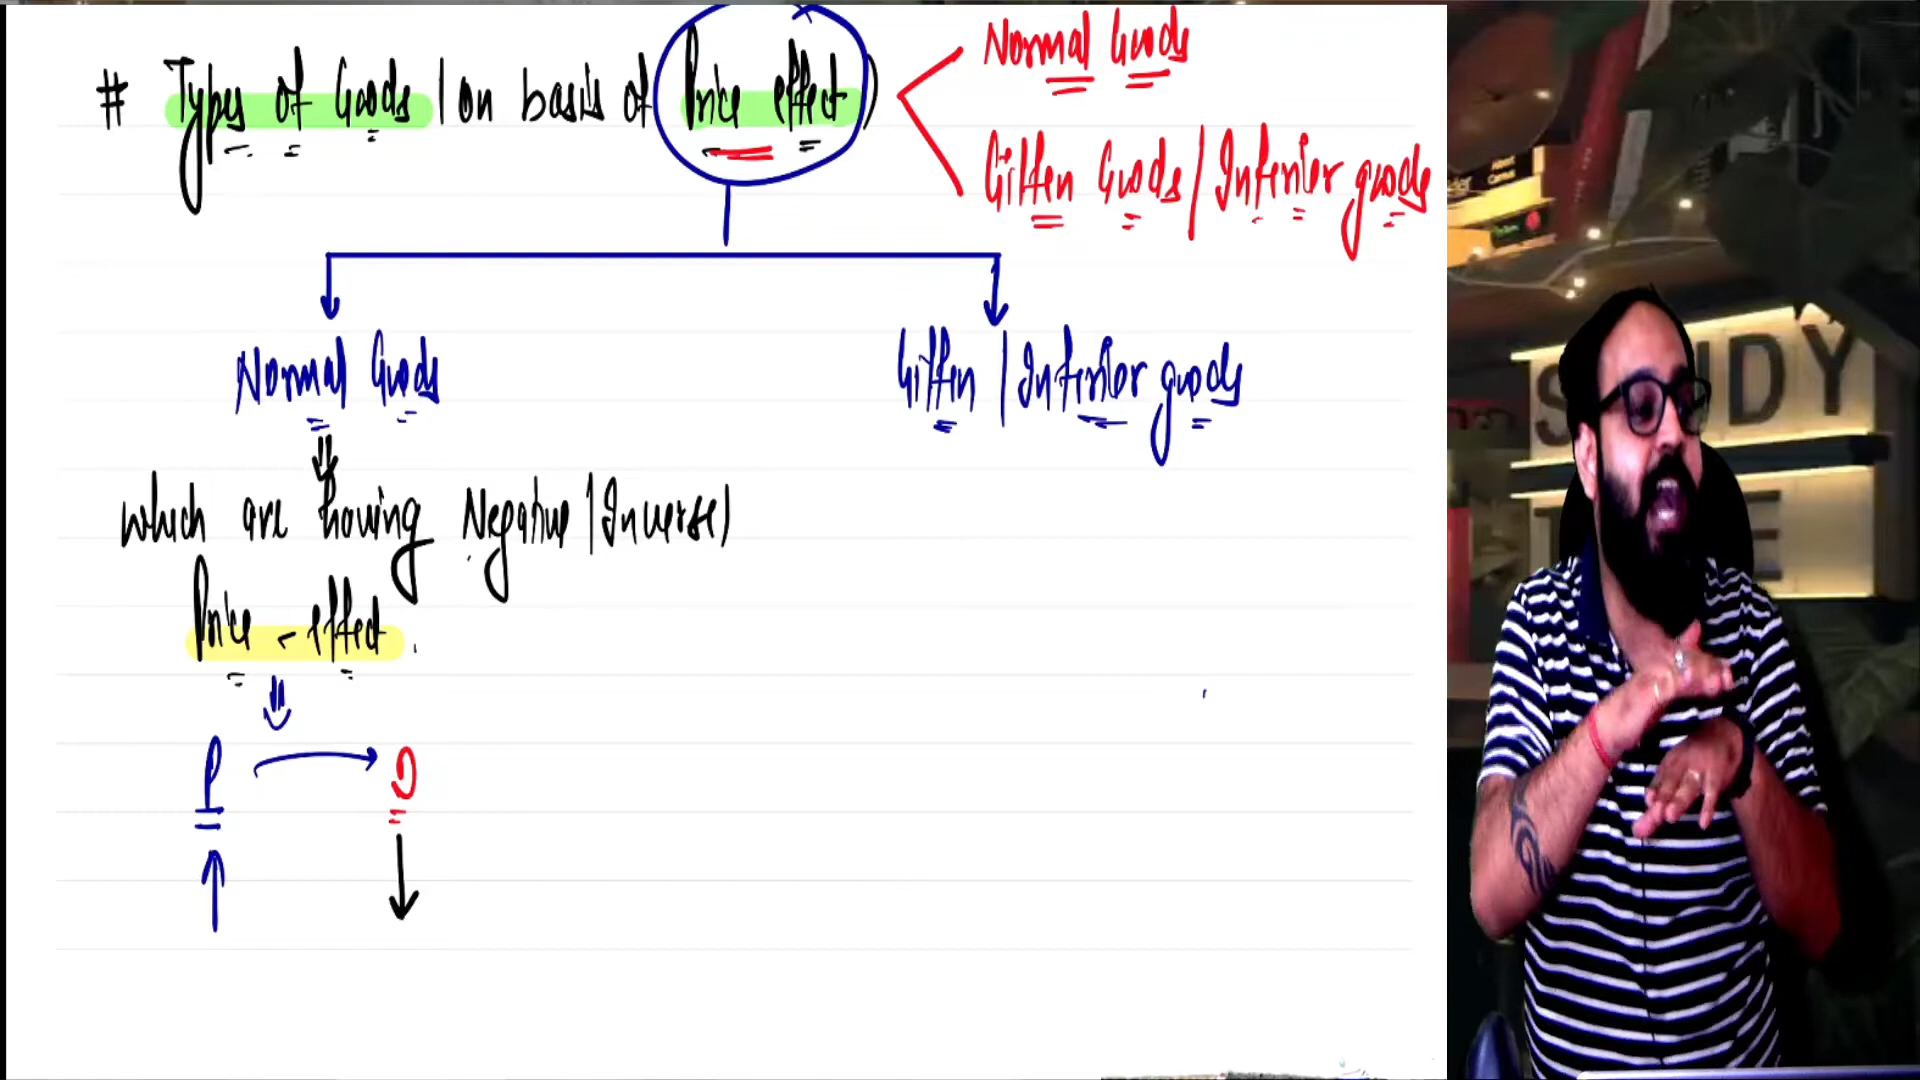 # Types of Goods (on basis of Price effect)
Normal Goods
Giffen Goods / Inferior goods
Normal Goods
Giffen / Inferior goods
which are having Negative (Inverse)
Price - effect.
P → D
↑ ↓
STUDY